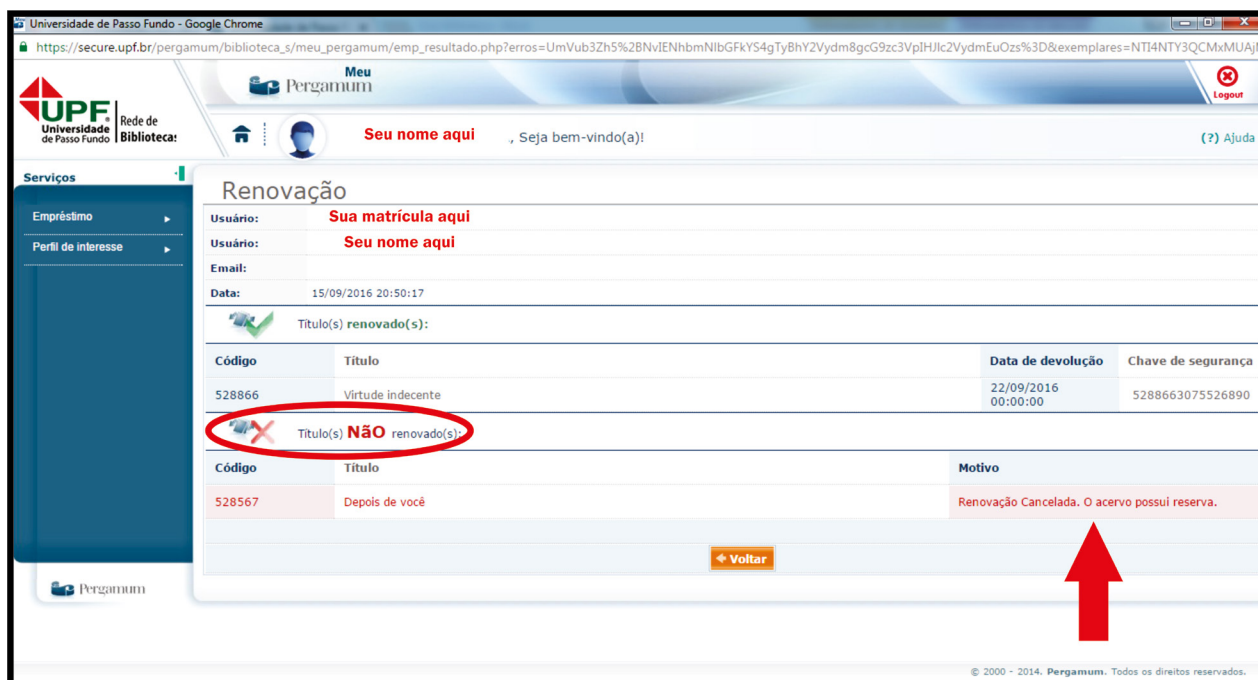 Universidade de Passo Fundo - Google Chrome
https://secure.upf.br/pergamum/biblioteca_s/meu_pergamum/emp_resultado.php?erros=
Meu
Pergamum
Logout
UPF
Universidade
de Passo Fundo
Rede de
Bibliotecas
Seu nome aqui , Seja bem-vindo(a)!
(?) Ajuda
Serviços
Empréstimo
Perfil de interesse
Renovação
Usuário: Sua matrícula aqui
Usuário: Seu nome aqui
Email:
Data: 15/09/2016 20:50:17
Título(s) renovado(s):
Código Título Data de devolução Chave de segurança
528866 Virtude indecente 22/09/2016 00:00:00 5288663075526890
Título(s) NãO renovado(s):
Código Título Motivo
528567 Depois de você Renovação Cancelada. O acervo possui reserva.
Voltar
Pergamum
© 2000 - 2014. Pergamum. Todos os direitos reservados.